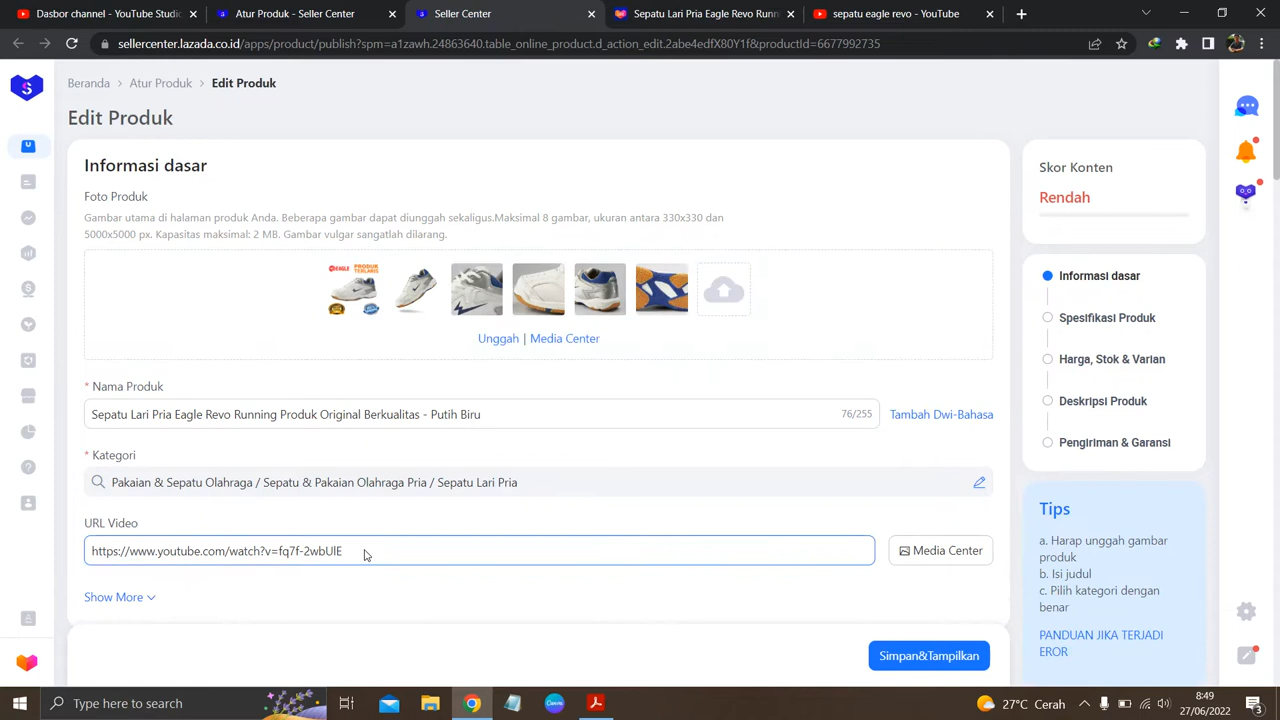 Dasbor channel - YouTube Studi
Atur Produk - Seller Center
Seller Center
Sepatu Lari Pria Eagle Revo Runn
sepatu eagle revo - YouTube
sellercenter.lazada.co.id/apps/product/publish?spm=a1zawh.24863640.table_online_product.d_action_edit.2abe4edfX80Y1f&productId=6677992735
Beranda > Atur Produk > Edit Produk
Edit Produk
Informasi dasar
Foto Produk
Gambar utama di halaman produk Anda. Beberapa gambar dapat diunggah sekaligus.Maksimal 8 gambar, ukuran antara 330x330 dan
5000x5000 px. Kapasitas maksimal: 2 MB. Gambar vulgar sangatlah dilarang.
EAGLE PRODUK
TERLARIS
Unggah | Media Center
* Nama Produk
Sepatu Lari Pria Eagle Revo Running Produk Original Berkualitas - Putih Biru 76/255
Tambah Dwi-Bahasa
* Kategori
Pakaian & Sepatu Olahraga / Sepatu & Pakaian Olahraga Pria / Sepatu Lari Pria
URL Video
https://www.youtube.com/watch?v=fq7f-2wbUlE
Media Center
Show More
Simpan&Tampilkan
Skor Konten
Rendah
Informasi dasar
Spesifikasi Produk
Harga, Stok & Varian
Deskripsi Produk
Pengiriman & Garansi
Tips
a. Harap unggah gambar
produk
b. Isi judul
c. Pilih kategori dengan
benar
PANDUAN JIKA TERJADI
EROR
Type here to search
27°C Cerah
8:49
27/06/2022
3